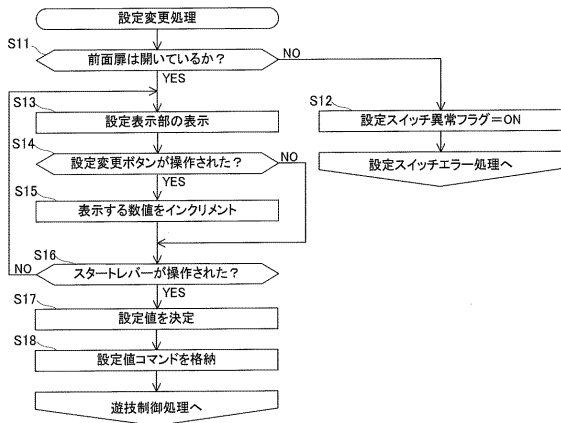 設定変更処理
S11
前面扉は開いているか?
NO
YES
S12
設定スイッチ異常フラグ=ON
設定スイッチエラー処理へ
S13
設定表示部の表示
S14
設定変更ボタンが操作された?
NO
YES
S15
表示する数値をインクリメント
S16
スタートレバーが操作された?
NO
YES
S17
設定値を決定
S18
設定値コマンドを格納
遊技制御処理へ